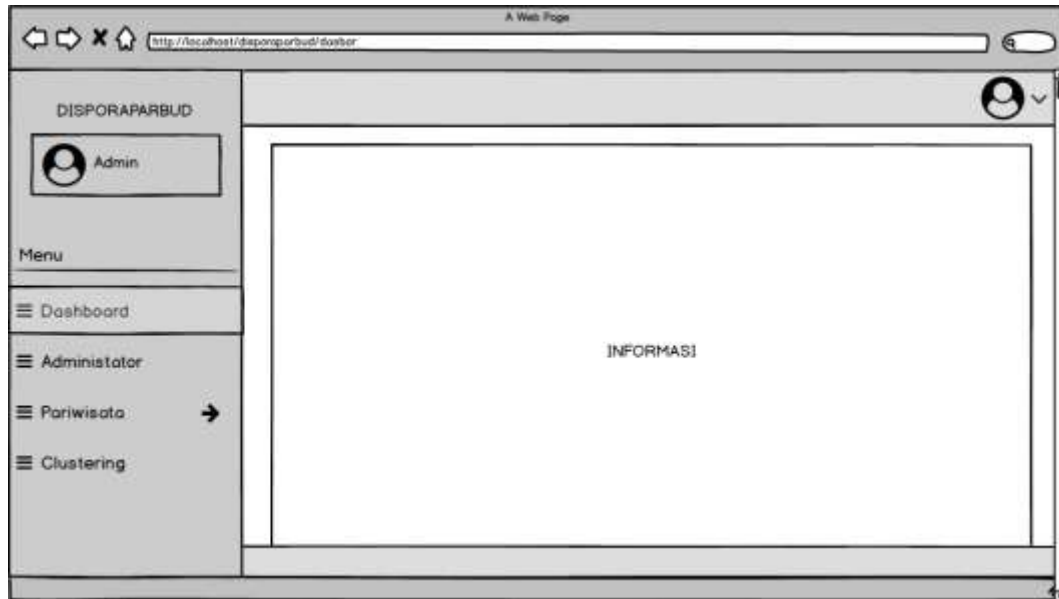 A Web Page
http://localhost/disporaparbud/dasbor
DISPORAPARBUD
Admin
Menu
Dashboard
Administator
Pariwisata
Clustering
INFORMASI